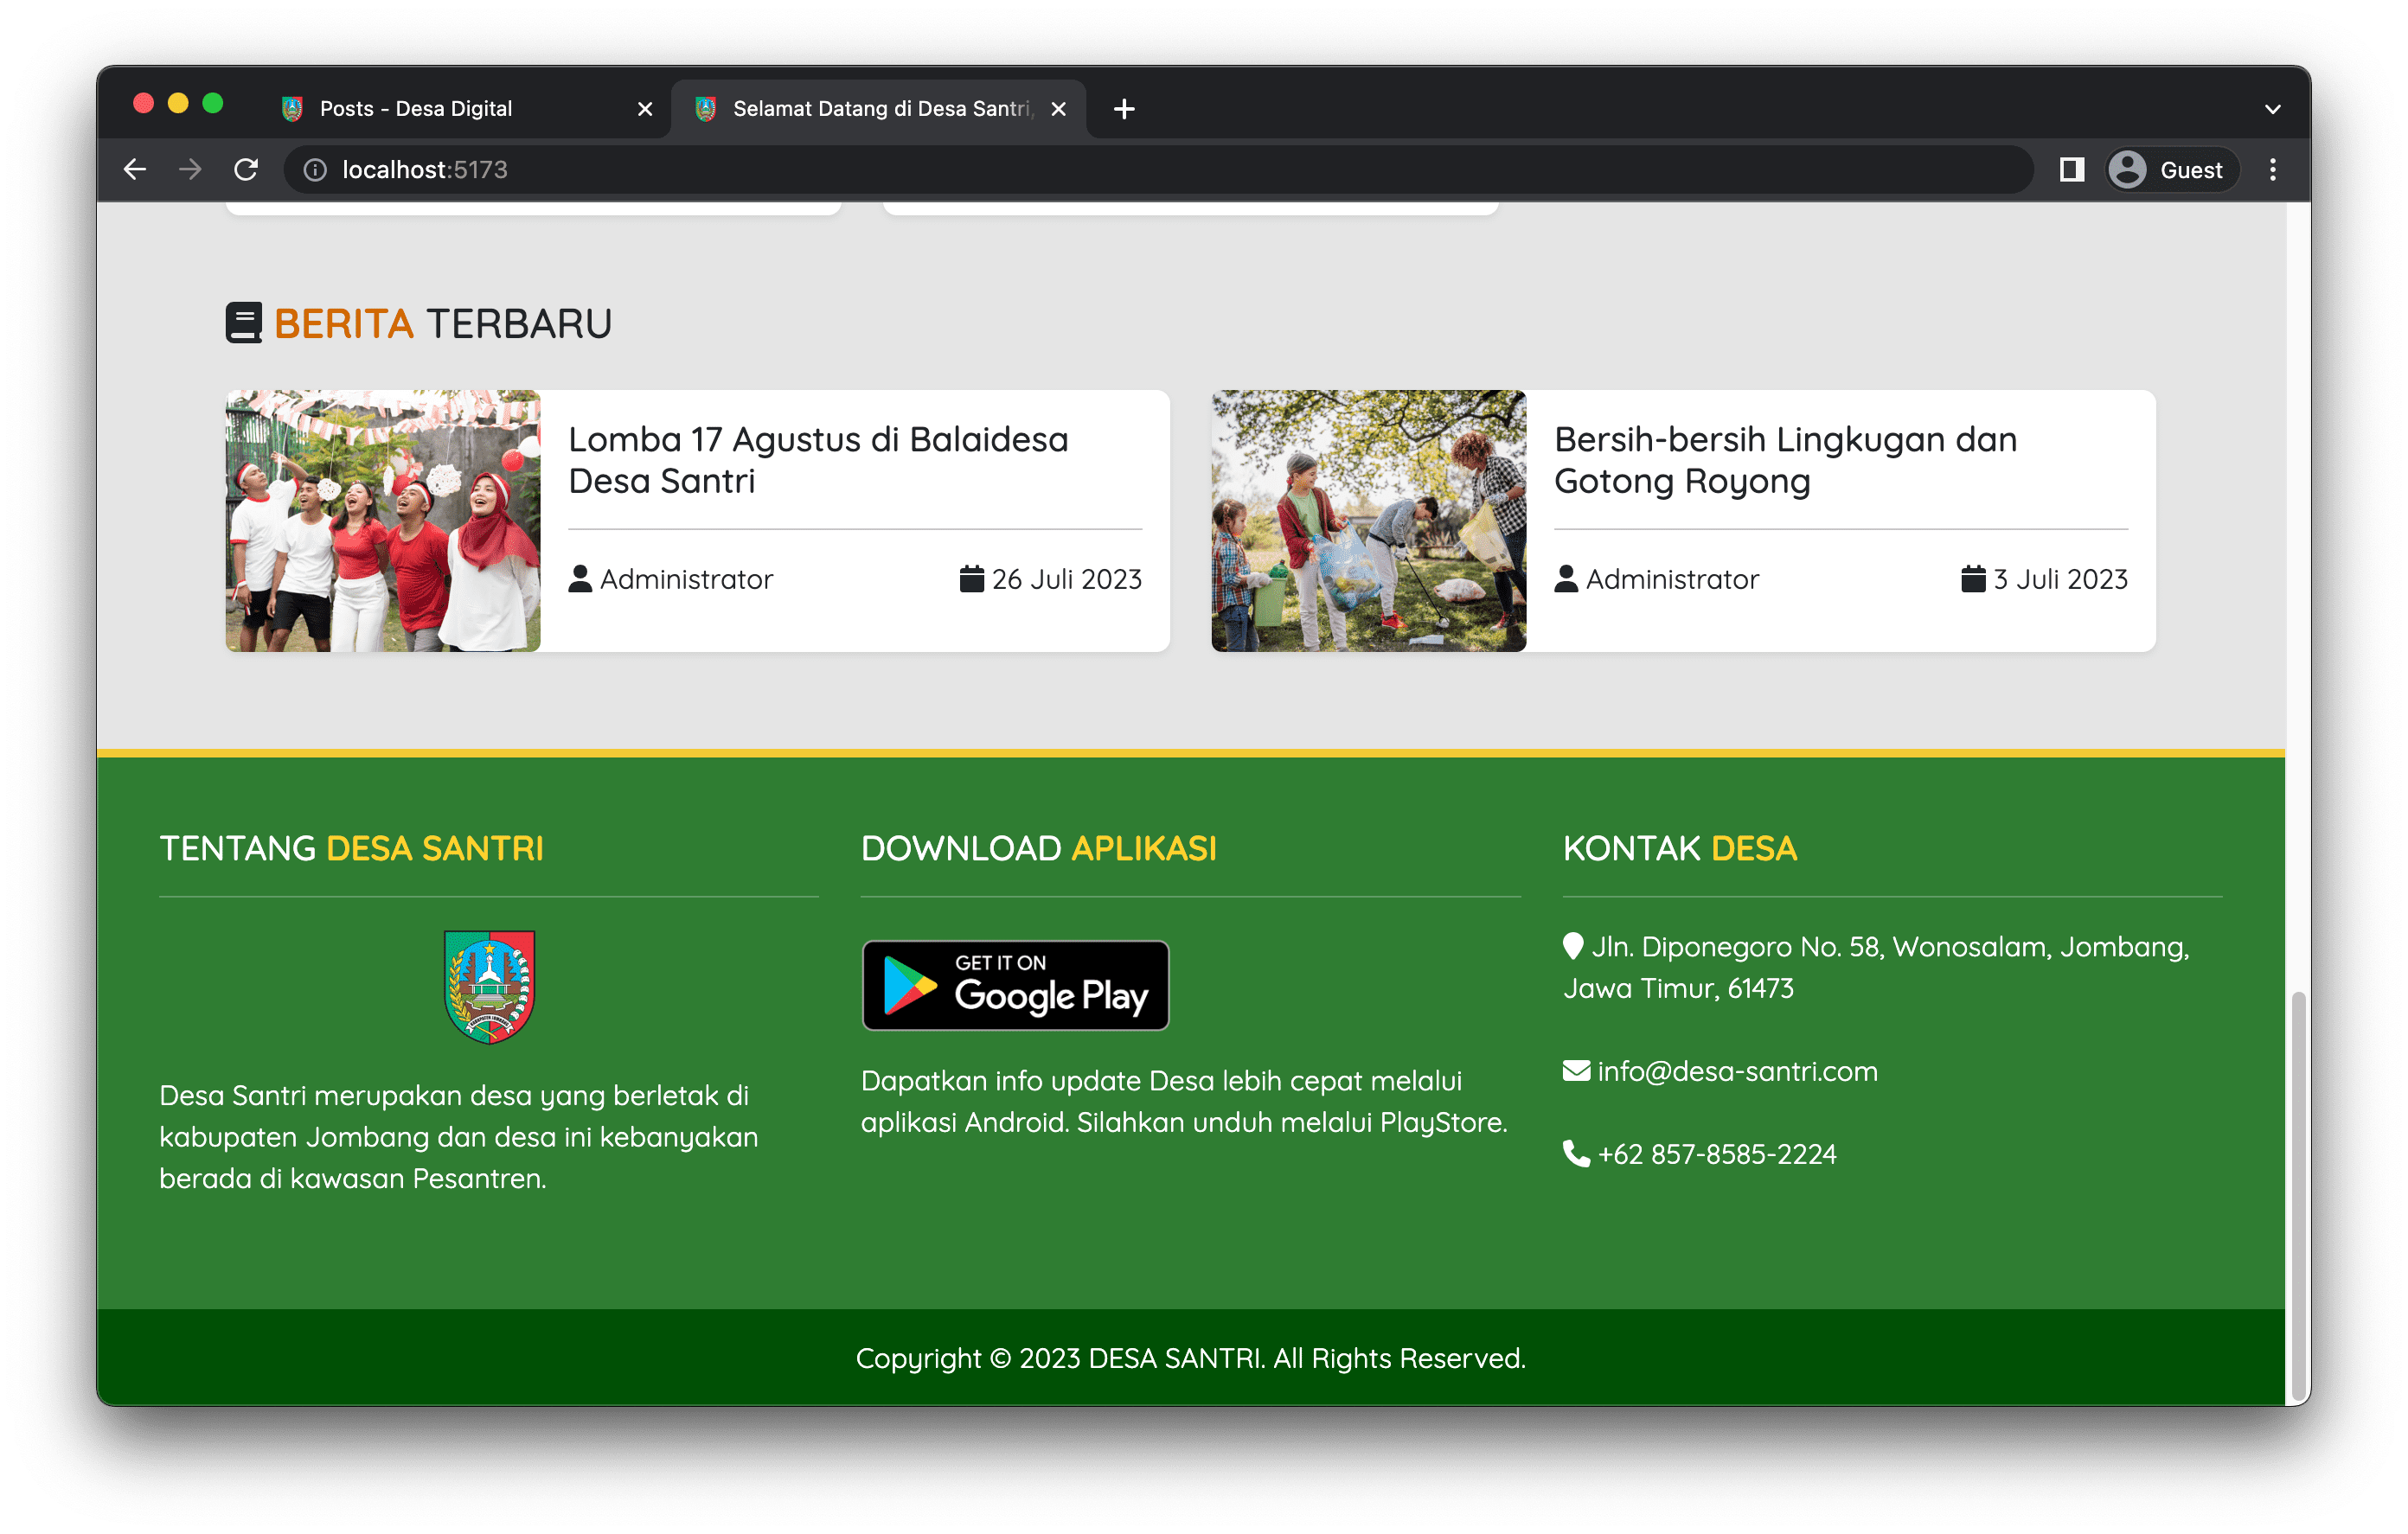 Posts - Desa Digital
Selamat Datang di Desa Santri,
localhost:5173
Guest
BERITA TERBARU
Lomba 17 Agustus di Balaidesa
Desa Santri
Administrator
26 Juli 2023
Bersih-bersih Lingkugan dan
Gotong Royong
Administrator
3 Juli 2023
TENTANG DESA SANTRI
Desa Santri merupakan desa yang berletak di
kabupaten Jombang dan desa ini kebanyakan
berada di kawasan Pesantren.
DOWNLOAD APLIKASI
GET IT ON
Google Play
Dapatkan info update Desa lebih cepat melalui
aplikasi Android. Silahkan unduh melalui PlayStore.
KONTAK DESA
Jln. Diponegoro No. 58, Wonosalam, Jombang,
Jawa Timur, 61473
info@desa-santri.com
+62 857-8585-2224
Copyright © 2023 DESA SANTRI. All Rights Reserved.